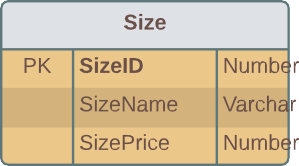 Size
PK SizeID Number
SizeName Varchar
SizePrice Number